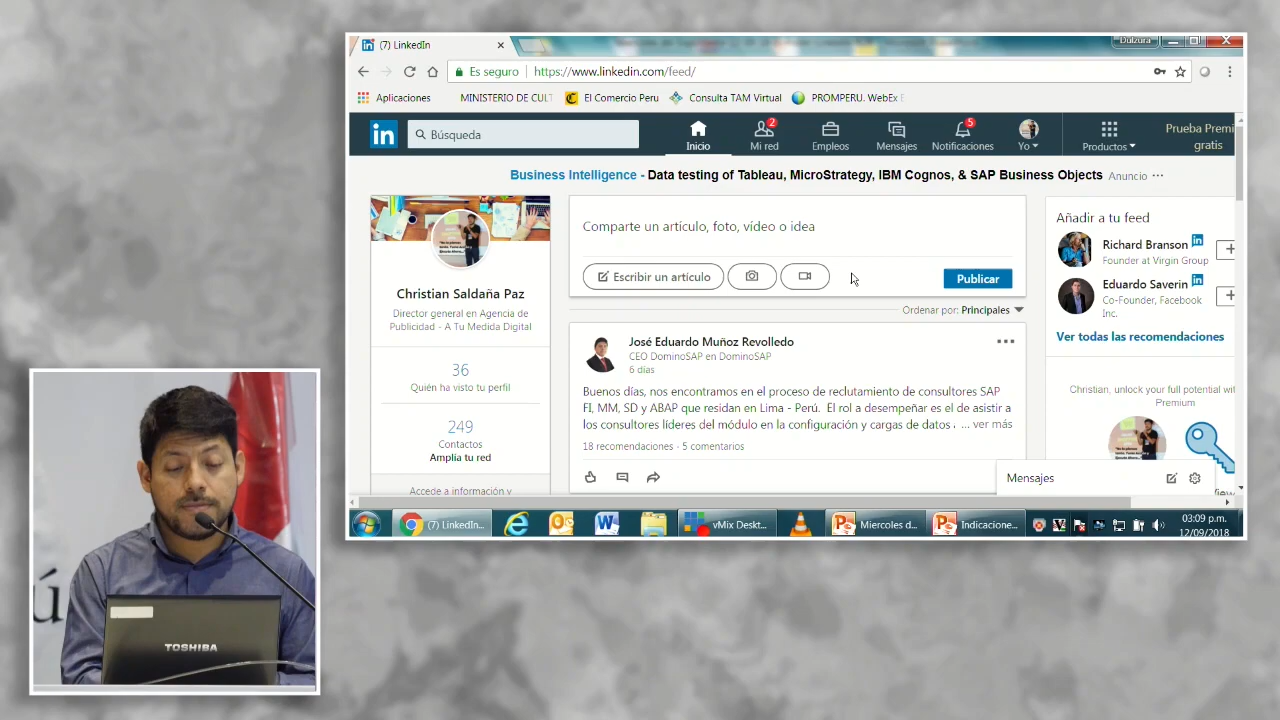 (7) LinkedIn
Dulzura
Es seguro
https://www.linkedin.com/feed/
Aplicaciones
MINISTERIO DE CULT
El Comercio Peru
Consulta TAM Virtual
PROMPERU. WebEx E
in
Búsqueda
Inicio
2
Mi red
Empleos
Mensajes
5
Notificaciones
Yo
Productos
Prueba Premi
gratis
Business Intelligence - Data testing of Tableau, MicroStrategy, IBM Cognos, & SAP Business Objects
Anuncio
Christian Saldaña Paz
Director general en Agencia de
Publicidad - A Tu Medida Digital
36
Quién ha visto tu perfil
249
Contactos
Amplía tu red
Accede a información y
Comparte un artículo, foto, vídeo o idea
Escribir un artículo
Publicar
Ordenar por: Principales
José Eduardo Muñoz Revolledo
CEO DominoSAP en DominoSAP
6 días
Buenos días, nos encontramos en el proceso de reclutamiento de consultores SAP
FI, MM, SD y ABAP que residan en Lima - Perú. El rol a desempeñar es el de asistir a
los consultores líderes del módulo en la configuración y cargas de datos . ... ver más
18 recomendaciones - 5 comentarios
Añadir a tu feed
Richard Branson in
Founder at Virgin Group
Eduardo Saverin in
Co-Founder, Facebook
Inc.
Ver todas las recomendaciones
Christian, unlock your full potential wit
Premium
Mensajes
(7) LinkedIn...
vMix Deskt...
Miercoles d...
Indicacione...
03:09 p.m.
12/09/2018
ú
TOSHIBA